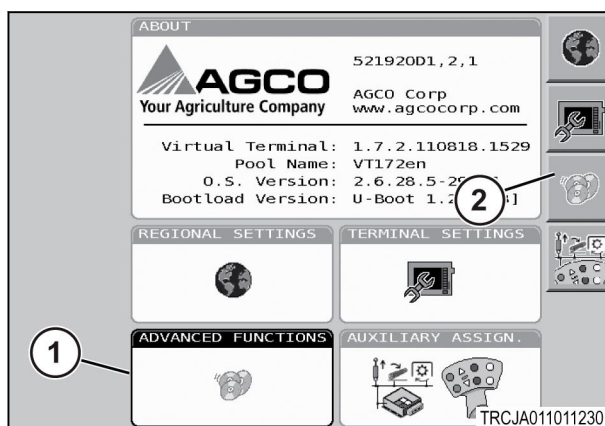 ABOUT
AGCO
Your Agriculture Company
521920D1,2,1
AGCO Corp
www.agcocorp.com
Virtual Terminal: 1.7.2.110818.1529
Pool Name: VT172en
O.S. Version: 2.6.28.5-
Bootload Version: U-Boot 1.
2
REGIONAL SETTINGS
TERMINAL SETTINGS
1
ADVANCED FUNCTIONS
AUXILIARY ASSIGN.
TRCJA011011230